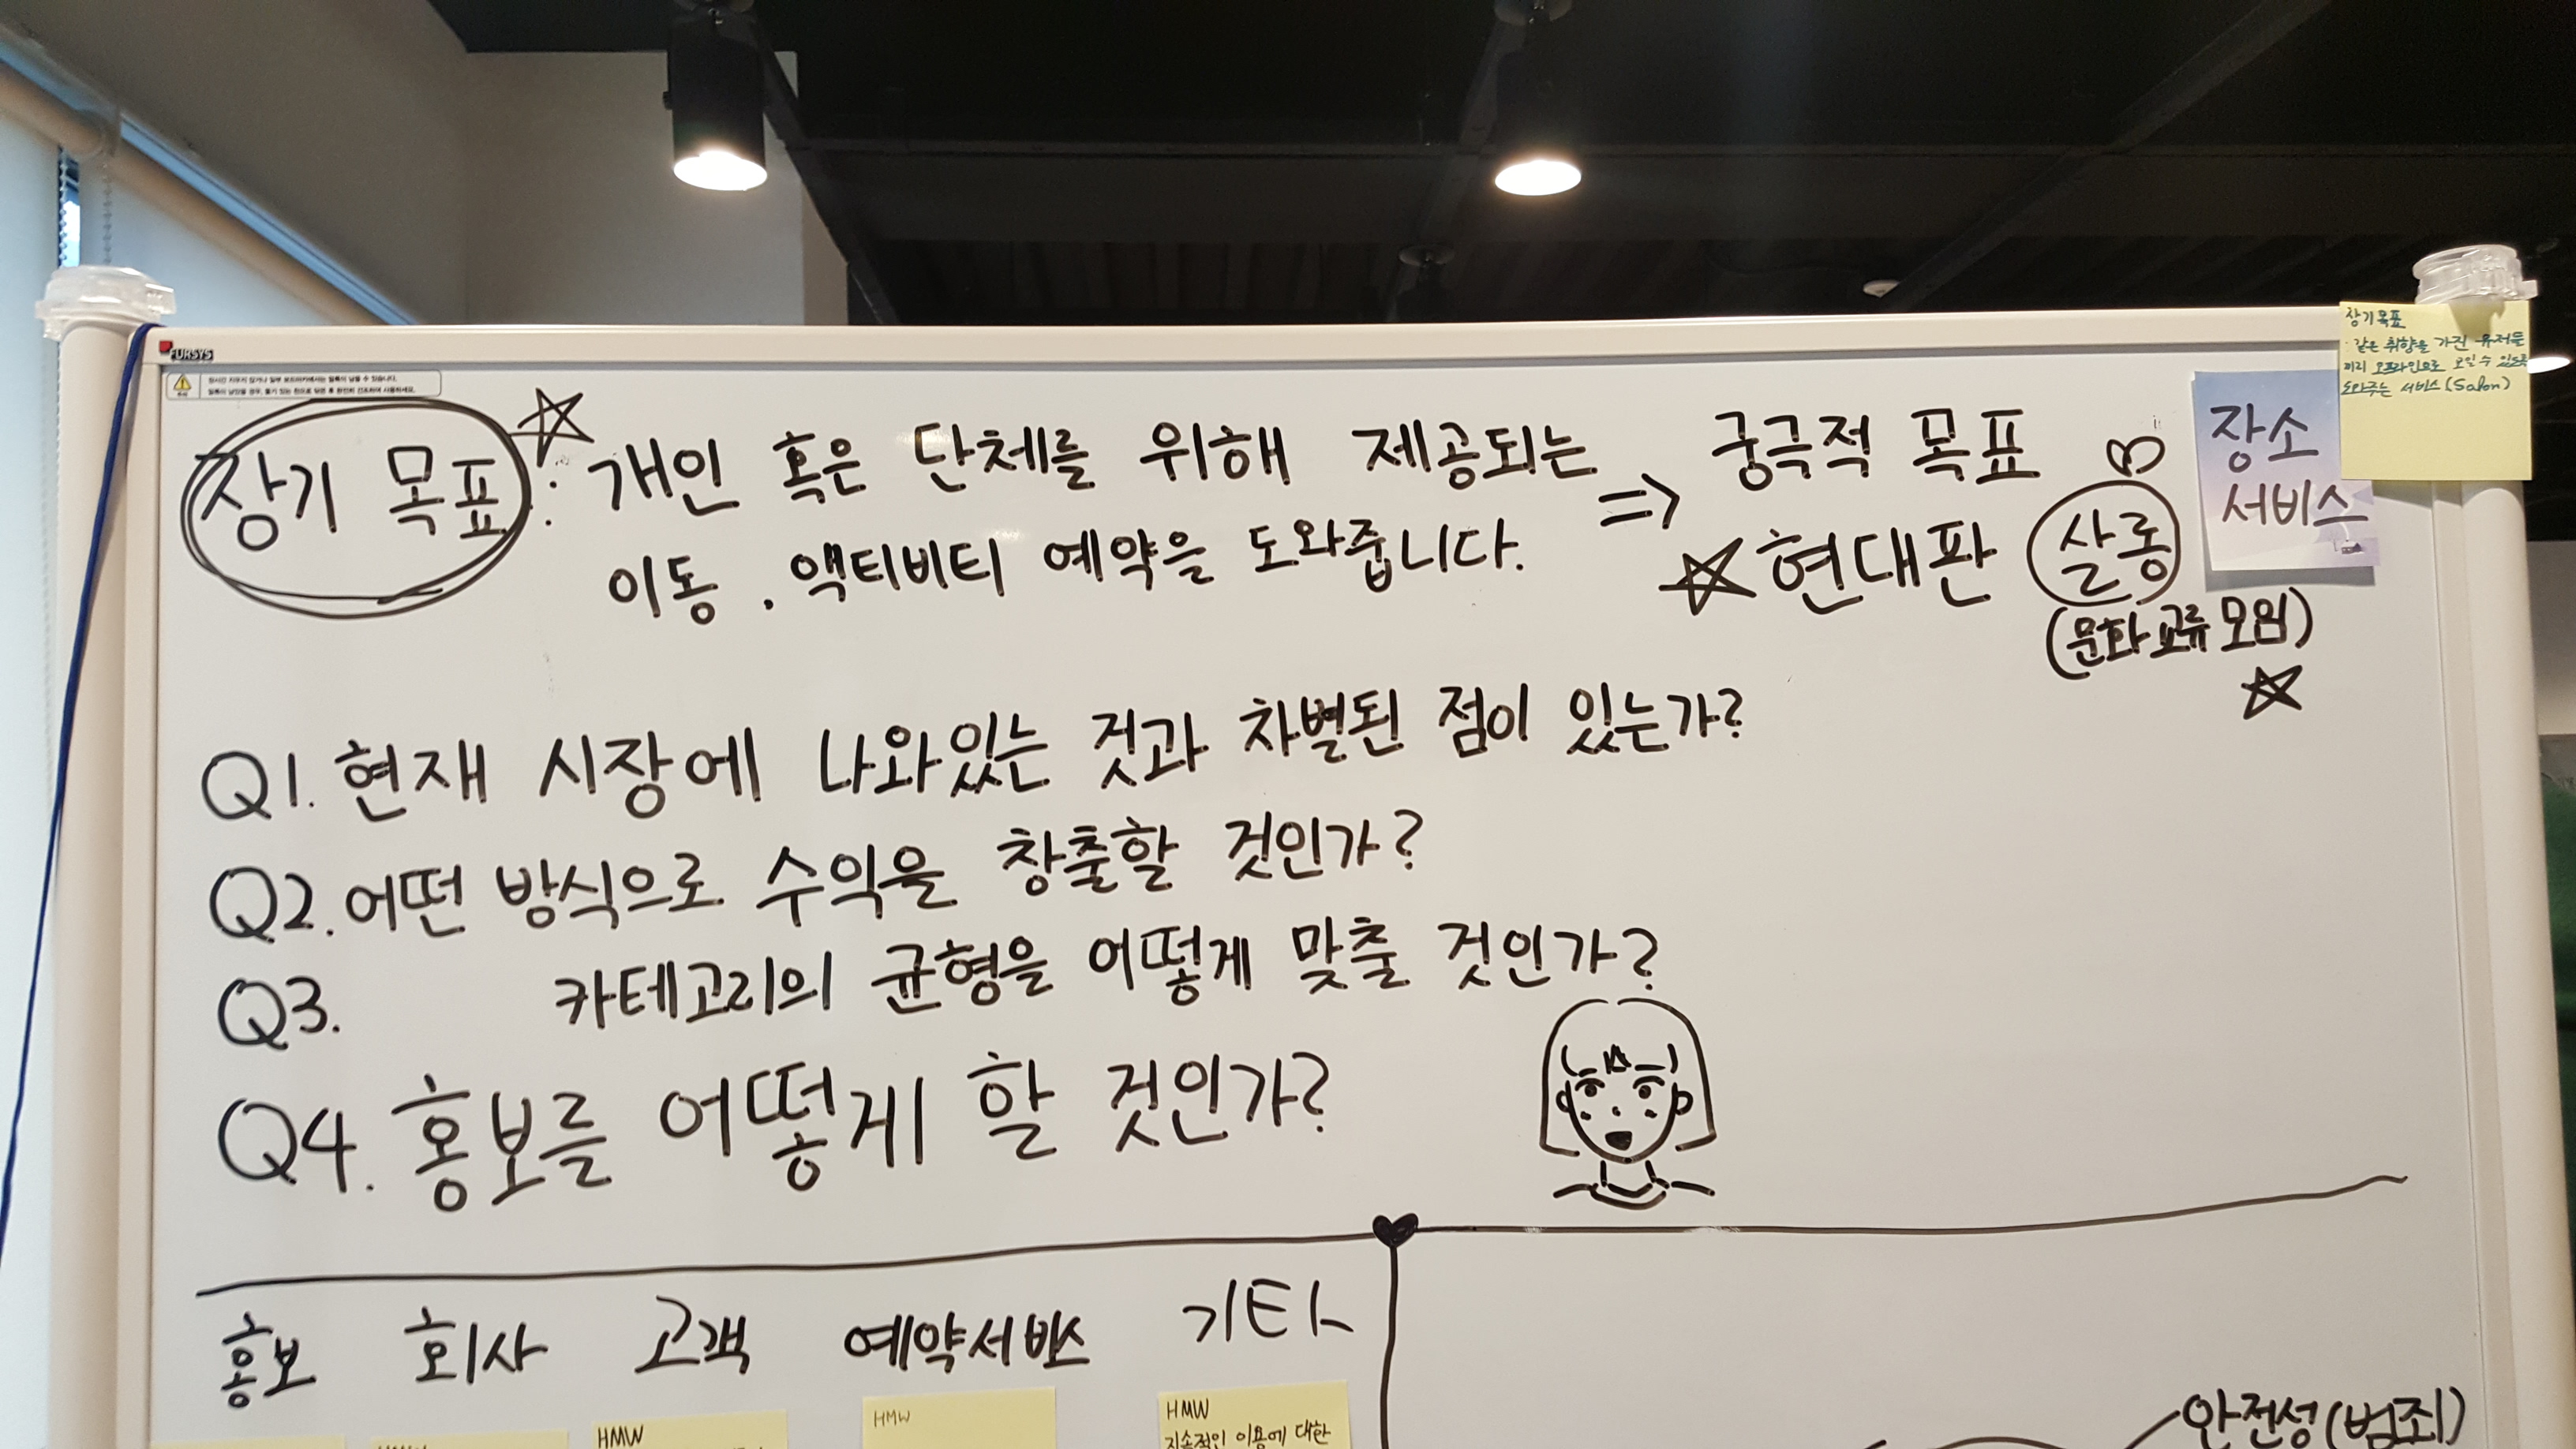 FURSYS
장기 목표 : 개인 혹은 단체를 위해 제공되는
이동 . 액티비티 예약을 도와줍니다.
=> 궁극적 목표
현대판 살롱
(문화교류모임)
장소
서비스
장기목표
· 같은 취향을 가진 유저들
끼리 오프라인으로 모일 수 있도록
도와주는 서비스(Salon)
Q1. 현재 시장에 나와있는 것과 차별된 점이 있는가?
Q2. 어떤 방식으로 수익을 창출할 것인가?
Q3. 카테고리의 균형을 어떻게 맞출 것인가?
Q4. 홍보를 어떻게 할 것인가?
홍보 회사 고객 예약서비스 기타
HMW
HMW
HMW
지속적인 이용에 대한
안전성(범죄)